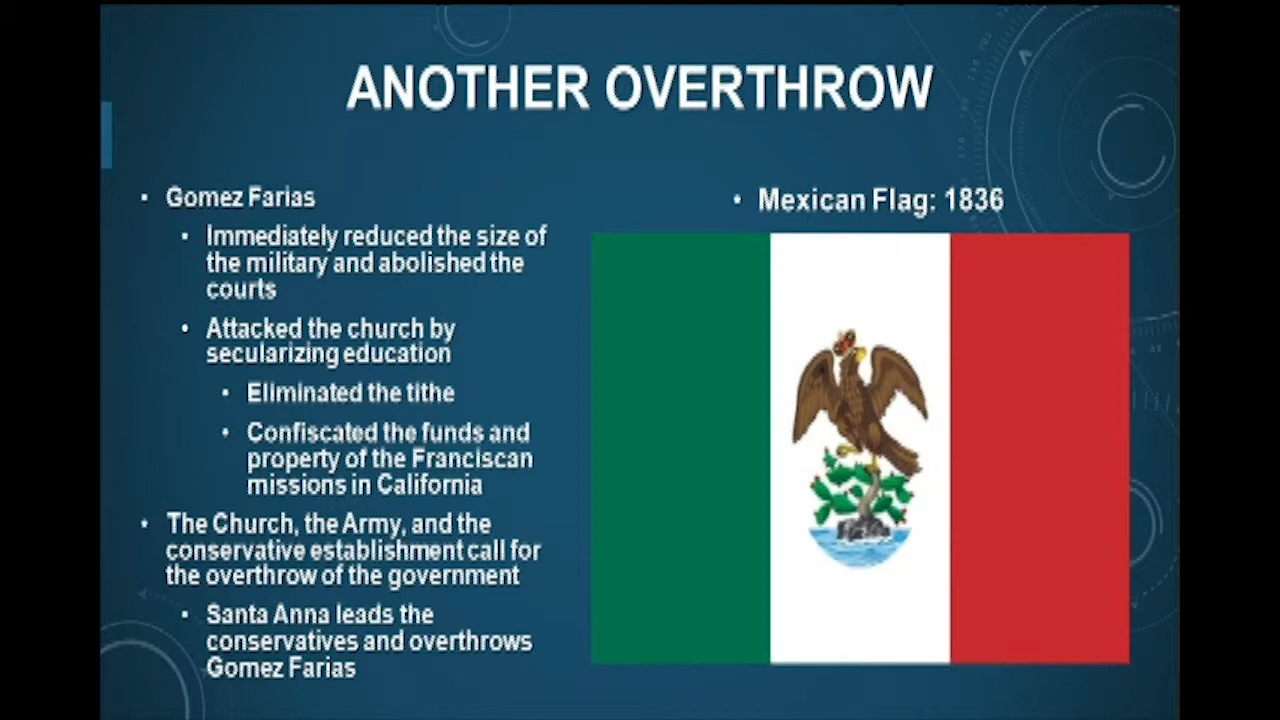 ANOTHER OVERTHROW
• Gomez Farias
• Immediately reduced the size of
the military and abolished the
courts
• Attacked the church by
secularizing education
• Eliminated the tithe
• Confiscated the funds and
property of the Franciscan
missions in California
• The Church, the Army, and the
conservative establishment call for
the overthrow of the government
• Santa Anna leads the
conservatives and overthrows
Gomez Farias
• Mexican Flag: 1836